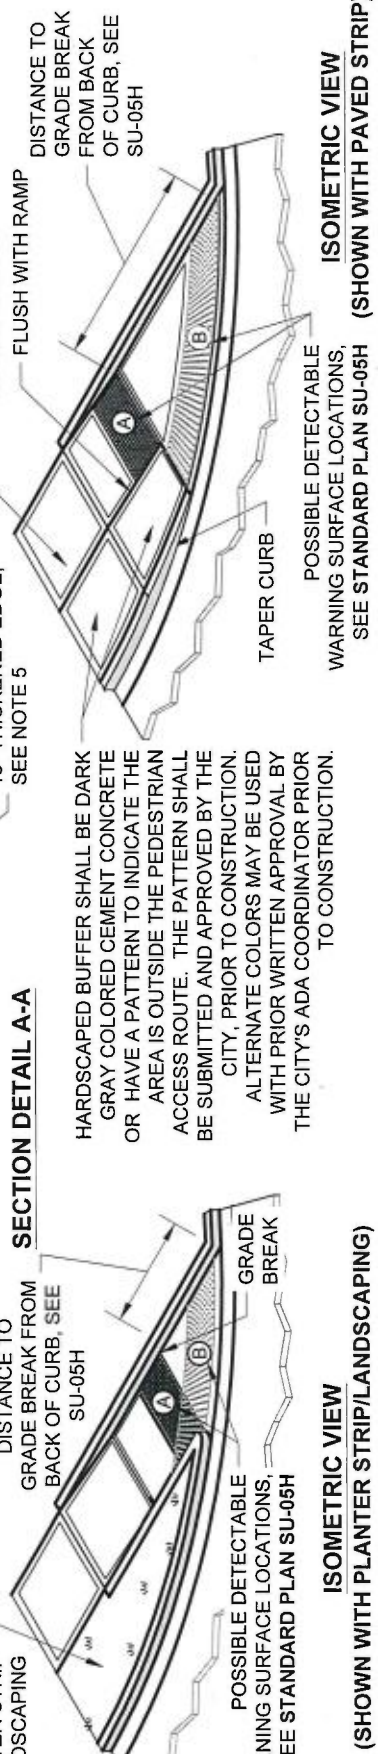 DISTANCE TO
GRADE BREAK
FROM BACK
OF CURB, SEE
SU-05H
FLUSH WITH RAMP
SEE NOTE 5
A
B
TAPER CURB
POSSIBLE DETECTABLE
WARNING SURFACE LOCATIONS,
SEE STANDARD PLAN SU-05H
ISOMETRIC VIEW
(SHOWN WITH PAVED STRIP)
HARDSCAPED BUFFER SHALL BE DARK
GRAY COLORED CEMENT CONCRETE
OR HAVE A PATTERN TO INDICATE THE
AREA IS OUTSIDE THE PEDESTRIAN
ACCESS ROUTE. THE PATTERN SHALL
BE SUBMITTED AND APPROVED BY THE
CITY, PRIOR TO CONSTRUCTION.
ALTERNATE COLORS MAY BE USED
WITH PRIOR WRITTEN APPROVAL BY
THE CITY'S ADA COORDINATOR PRIOR
TO CONSTRUCTION.
SECTION DETAIL A-A
DISTANCE TO
GRADE BREAK FROM
BACK OF CURB, SEE
SU-05H
A
B
GRADE
BREAK
POSSIBLE DETECTABLE
NING SURFACE LOCATIONS,
EE STANDARD PLAN SU-05H
ISOMETRIC VIEW
(SHOWN WITH PLANTER STRIP/LANDSCAPING)
DSCAPING